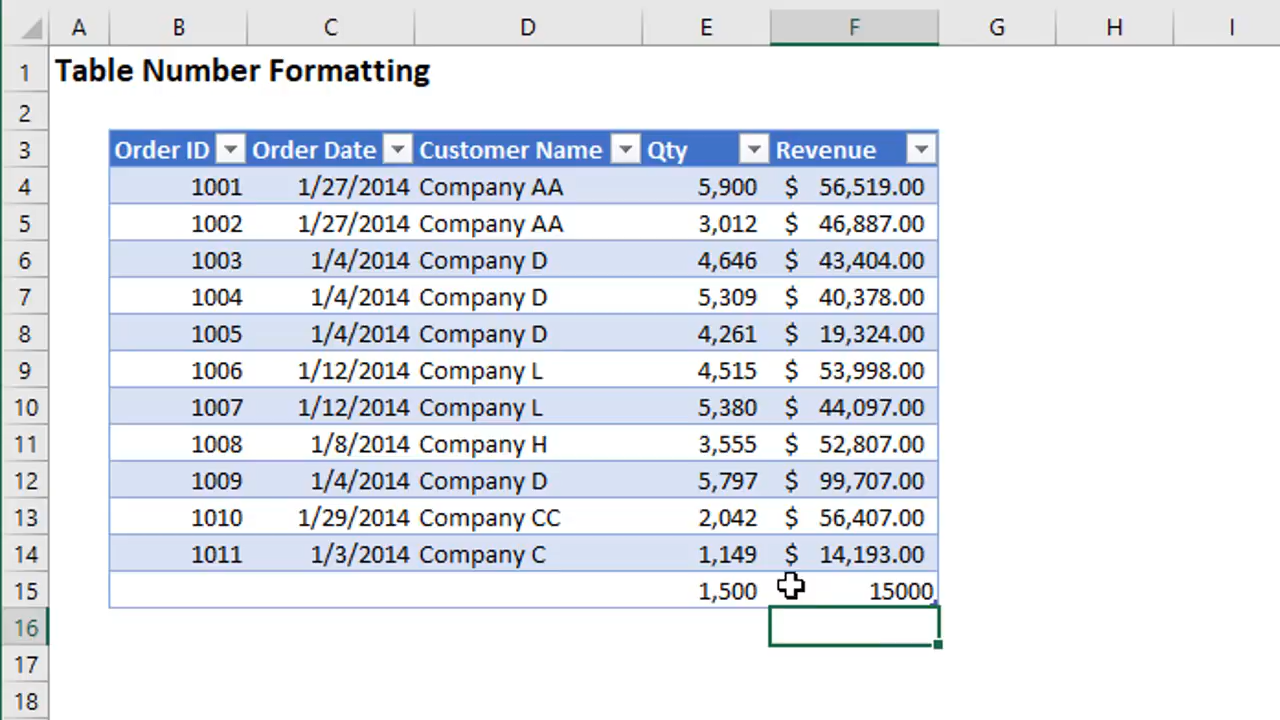 A B C D E F G H I
1 Table Number Formatting
2
3 Order ID Order Date Customer Name Qty Revenue
4 1001 1/27/2014 Company AA 5,900 $ 56,519.00
5 1002 1/27/2014 Company AA 3,012 $ 46,887.00
6 1003 1/4/2014 Company D 4,646 $ 43,404.00
7 1004 1/4/2014 Company D 5,309 $ 40,378.00
8 1005 1/4/2014 Company D 4,261 $ 19,324.00
9 1006 1/12/2014 Company L 4,515 $ 53,998.00
10 1007 1/12/2014 Company L 5,380 $ 44,097.00
11 1008 1/8/2014 Company H 3,555 $ 52,807.00
12 1009 1/4/2014 Company D 5,797 $ 99,707.00
13 1010 1/29/2014 Company CC 2,042 $ 56,407.00
14 1011 1/3/2014 Company C 1,149 $ 14,193.00
15 1,500 15000
16
17
18